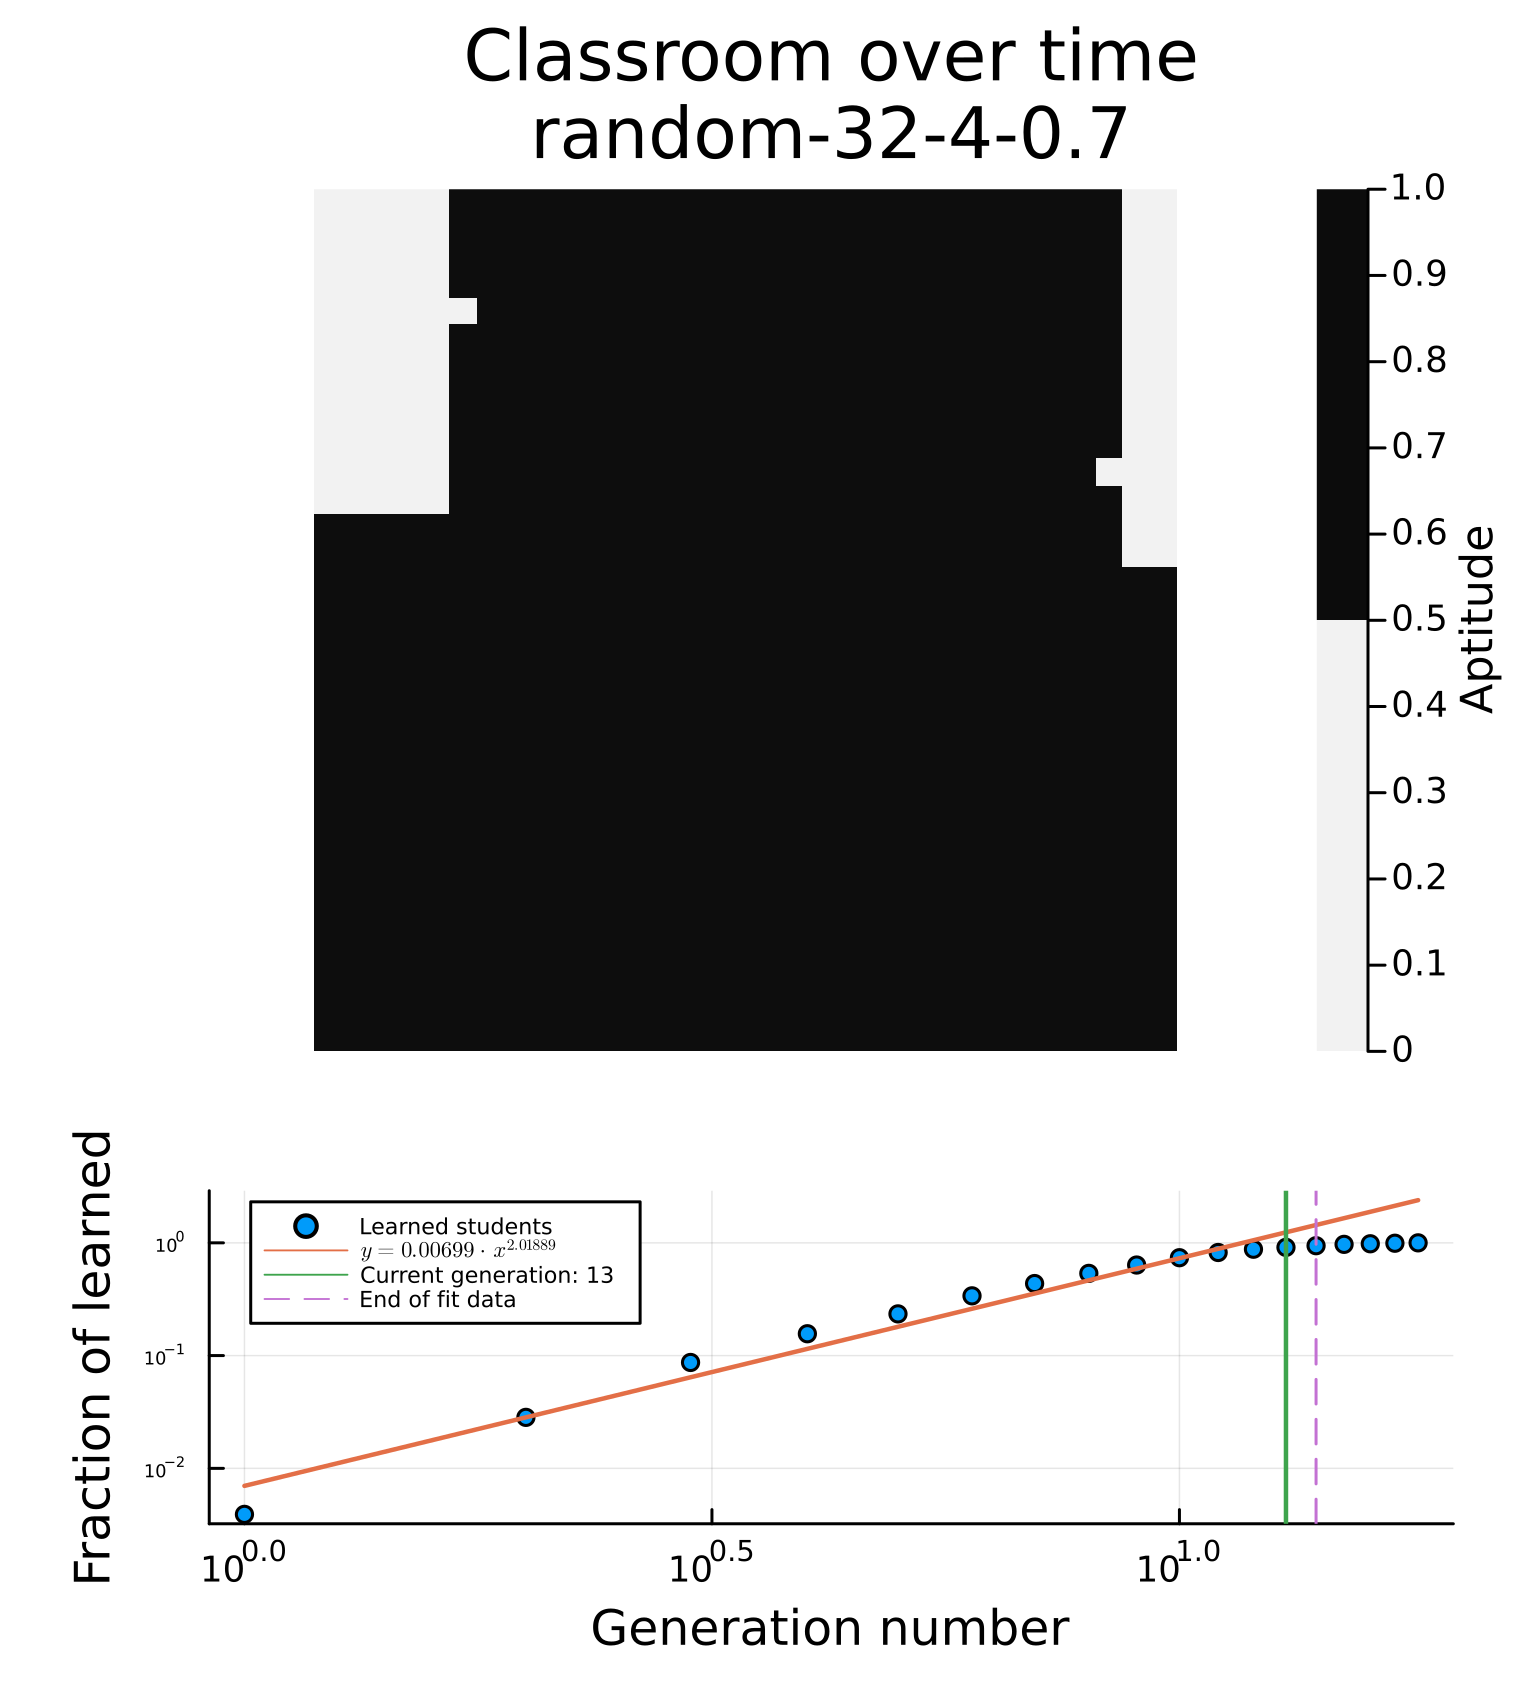 Classroom over time
random-32-4-0.7
1.0
0.9
0.8
0.7
0.6
0.5
0.4
0.3
0.2
0.1
0
Aptitude
Fraction of learned
10⁰
10⁻¹
10⁻²
Learned students
y = 0.00699 · x^2.01889
Current generation: 13
End of fit data
10^0.0
10^0.5
10^1.0
Generation number